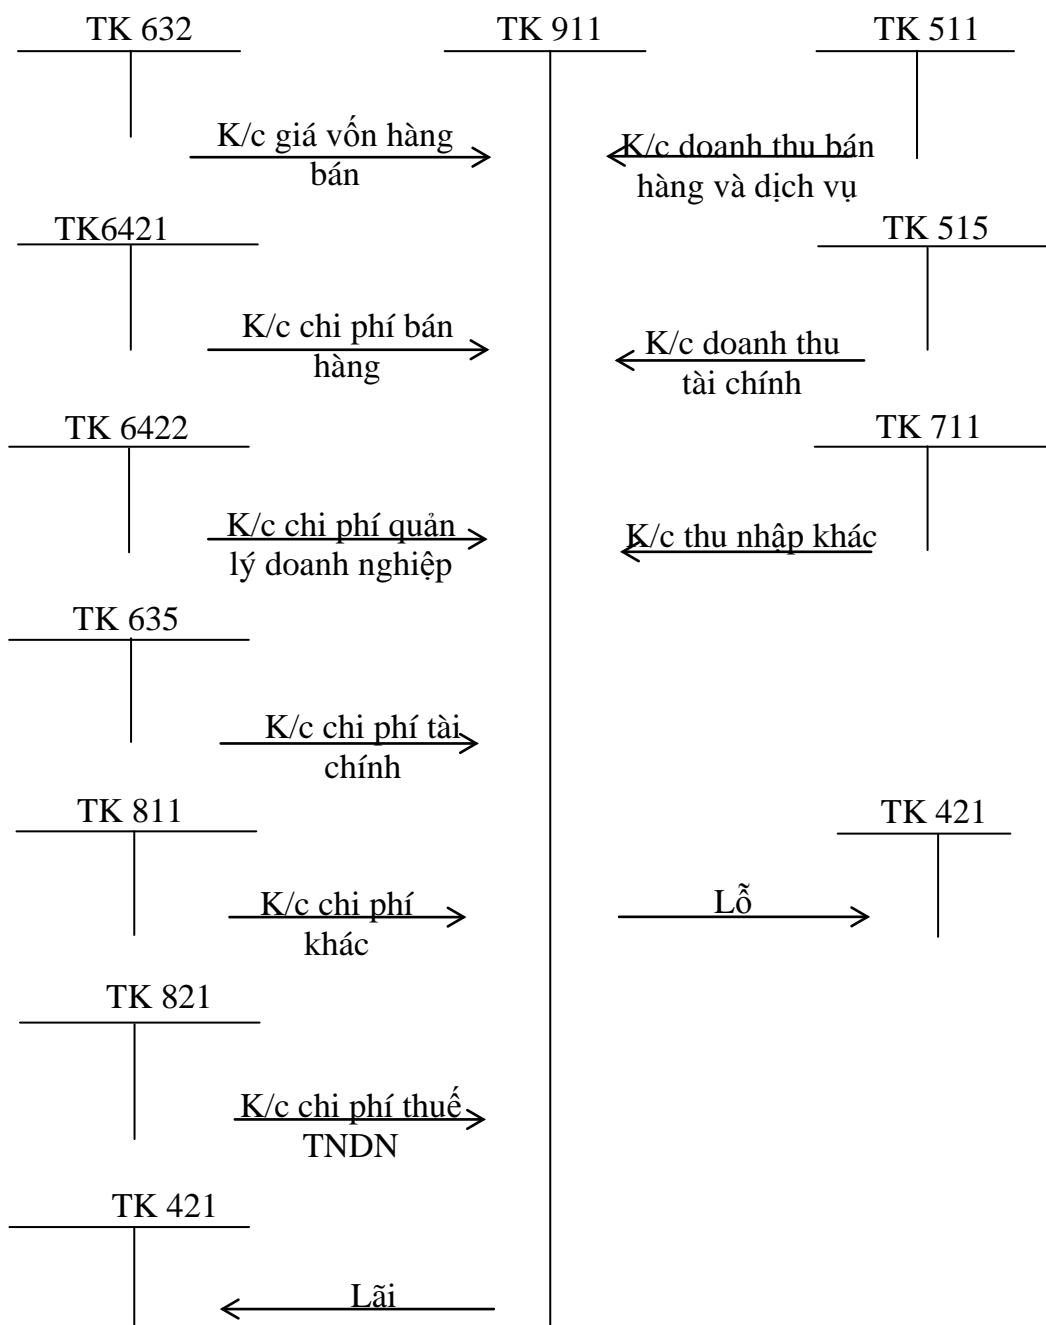 TK 632
TK 911
TK 511
K/c giá vốn hàng
bán
K/c doanh thu bán
hàng và dịch vụ
TK6421
TK 515
K/c chi phí bán
hàng
K/c doanh thu
tài chính
TK 6422
TK 711
K/c chi phí quản
lý doanh nghiệp
K/c thu nhập khác
TK 635
K/c chi phí tài
chính
TK 811
TK 421
K/c chi phí
khác
Lỗ
TK 821
K/c chi phí thuế
TNDN
TK 421
Lãi